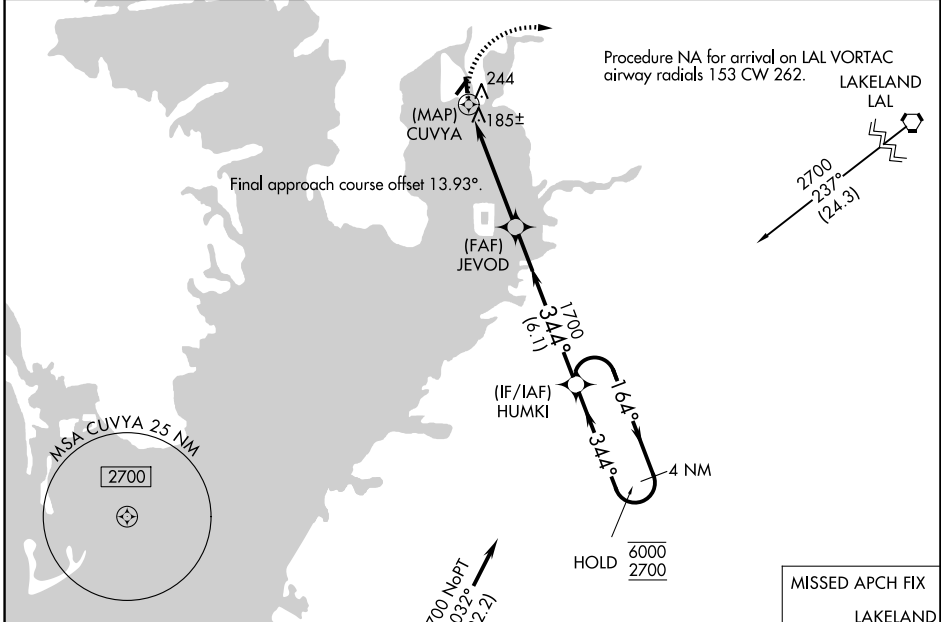 Procedure NA for arrival on LAL VORTAC
airway radials 153 CW 262.
LAKELAND
LAL
244
(MAP)
CUVYA
185±
Final approach course offset 13.93°.
2700
237°
(24.3)
(FAF)
JEVOD
1700
344°
(6.1)
(IF/IAF)
HUMKI
164°
344°
4 NM
MSA CUVYA 25 NM
2700
HOLD
6000
2700
NoPT
032°
MISSED APCH FIX
LAKELAND